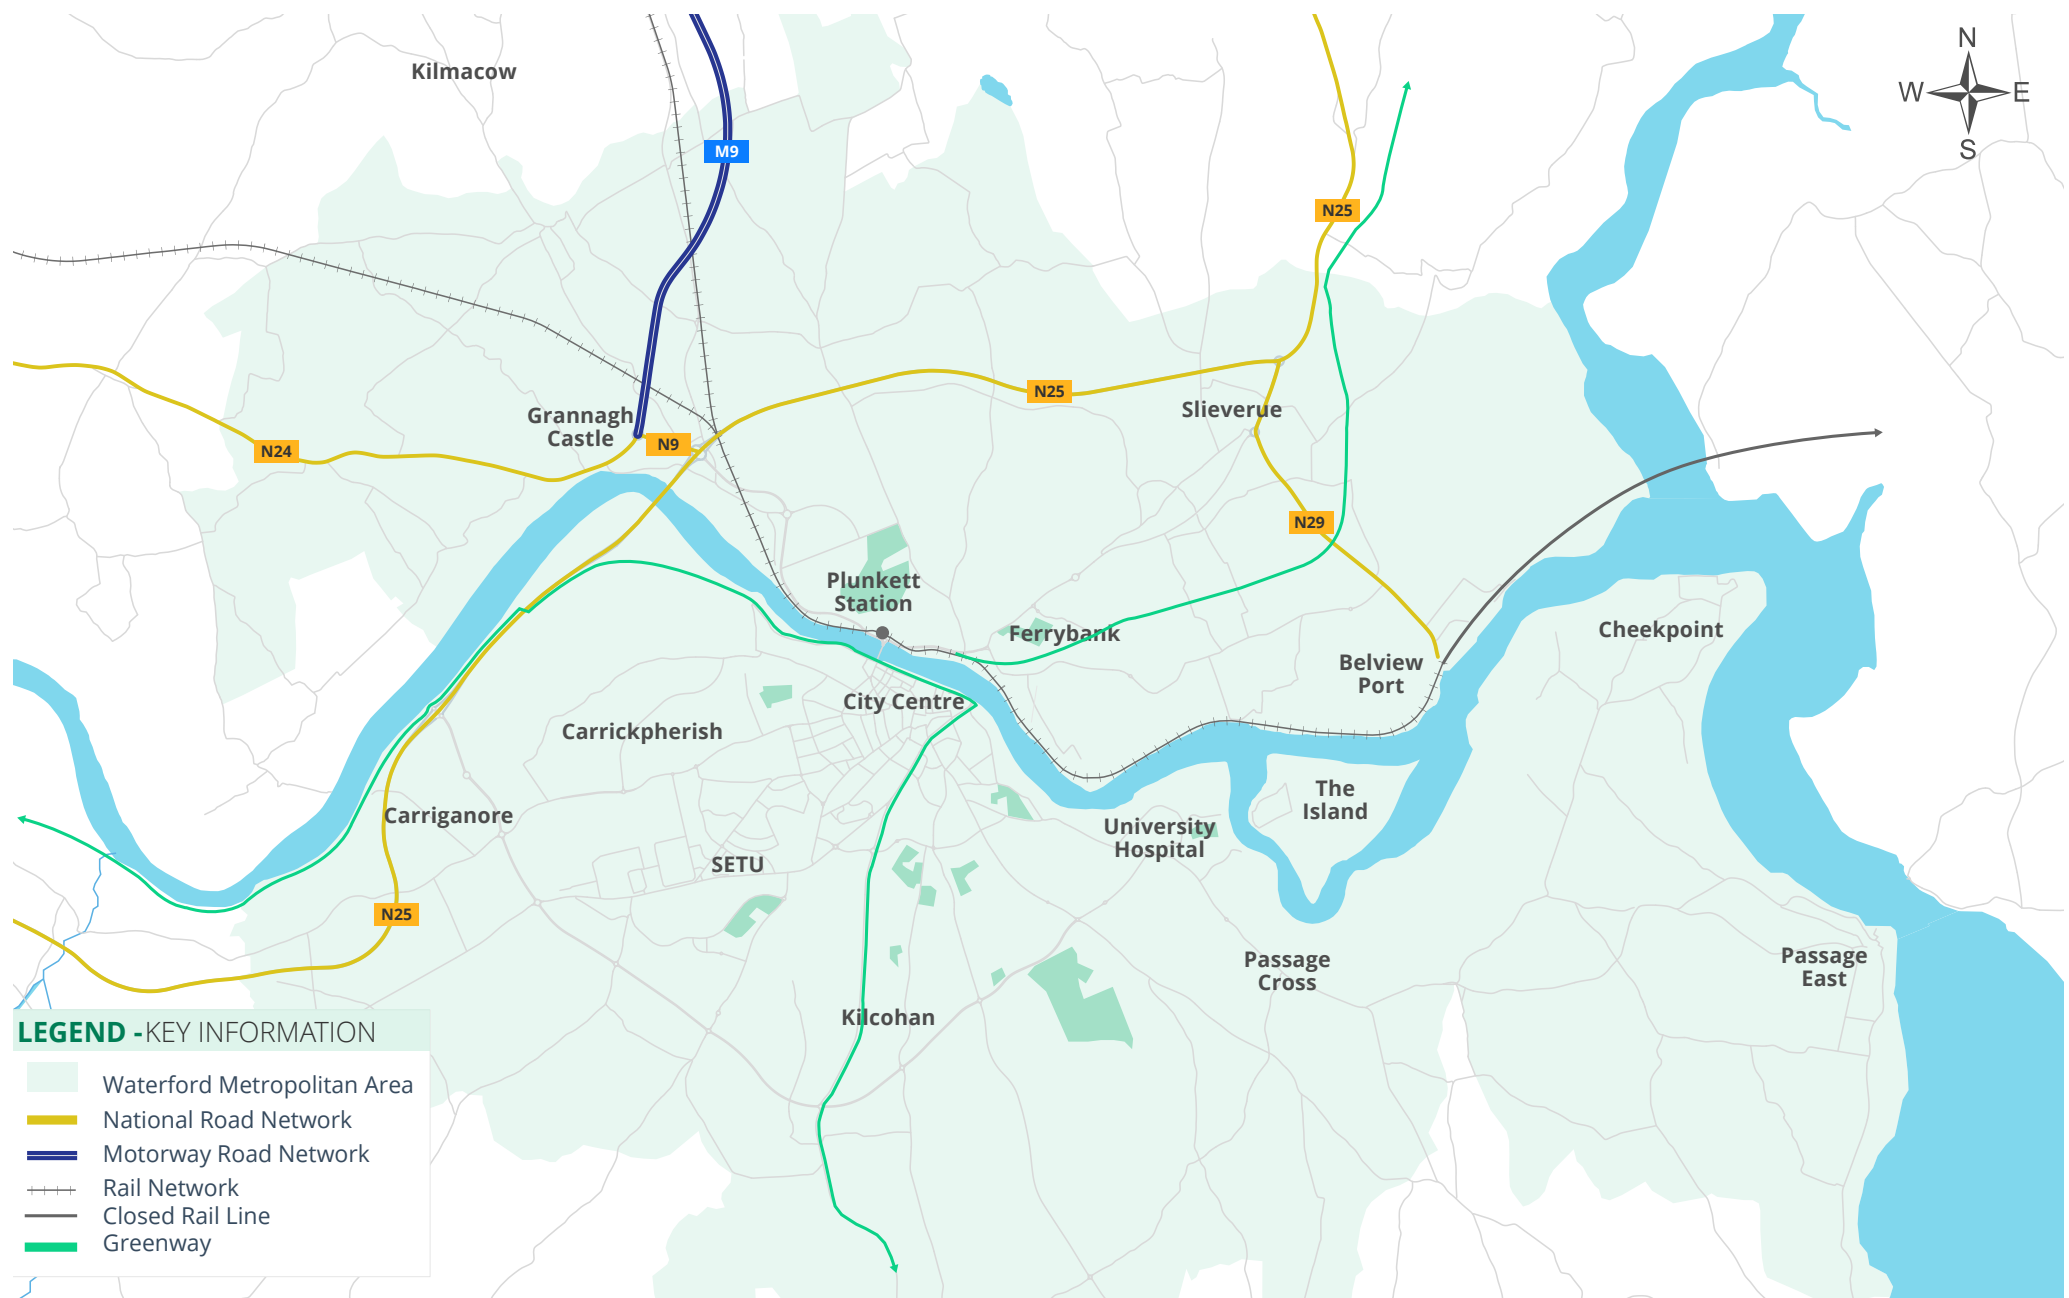 N
Kilmacow
W E
M9
S
N25
N25
Grannagh
Castle
Slieverue
N9
N24
N29
Plunkett
Station
Ferrybank
Cheekpoint
Belview
Port
City Centre
Carrickpherish
The
Island
Carriganore
University
Hospital
SETU
N25
Passage
Cross
Passage
East
Kilcohan
LEGEND -KEY INFORMATION
Waterford Metropolitan Area
National Road Network
Motorway Road Network
Rail Network
Closed Rail Line
Greenway